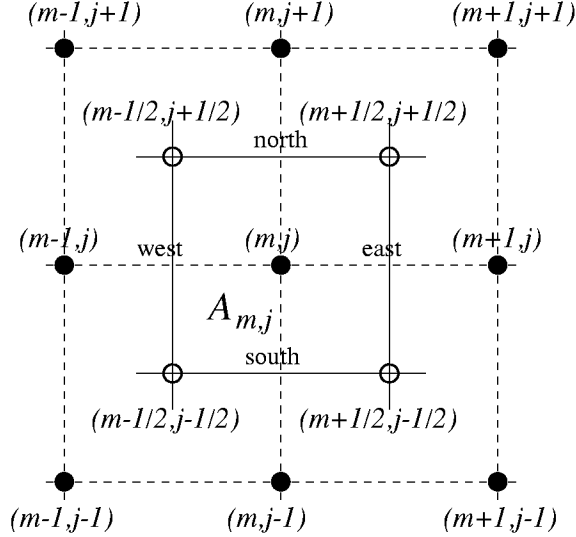 (m-1,j+1) (m,j+1) (m+1,j+1)
(m-1/2,j+1/2) (m+1/2,j+1/2)
north
(m-1,j) west (m,j) east (m+1,j)
A m,j
south
(m-1/2,j-1/2) (m+1/2,j-1/2)
(m-1,j-1) (m,j-1) (m+1,j-1)